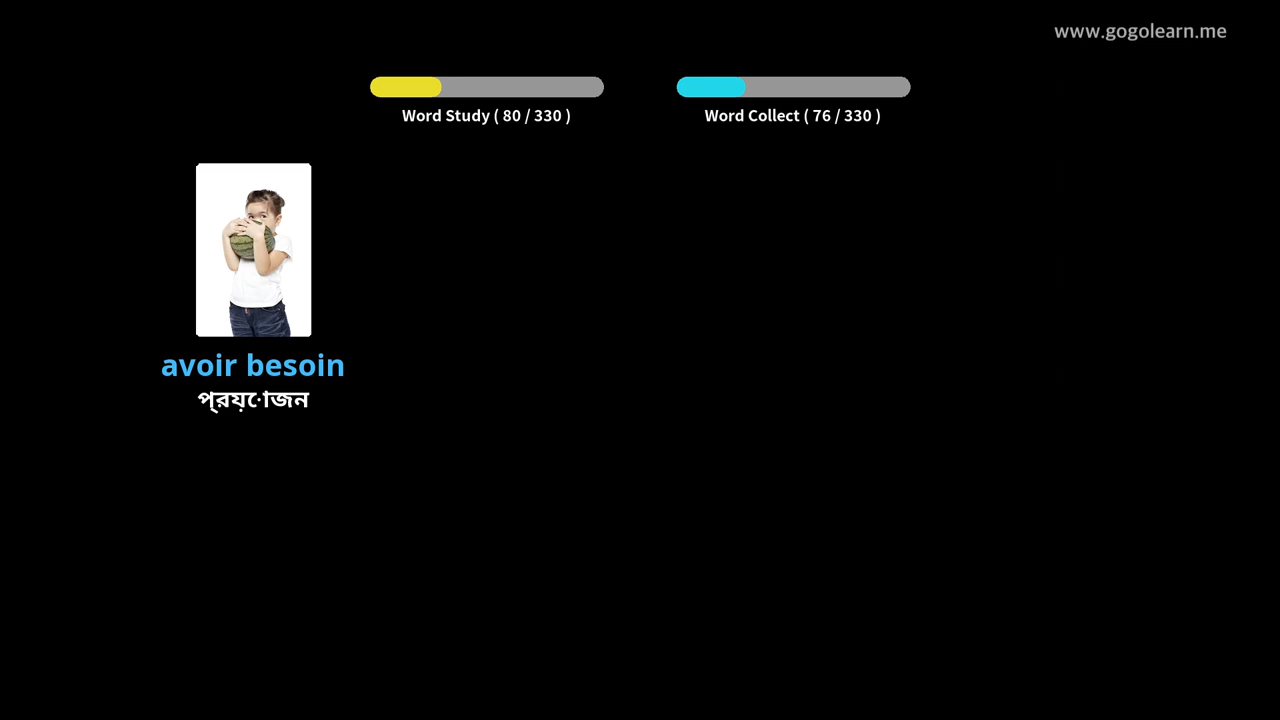 www.gogolearn.me
Word Study ( 80 / 330 )
Word Collect ( 76 / 330 )
avoir besoin
প্রয়োজন